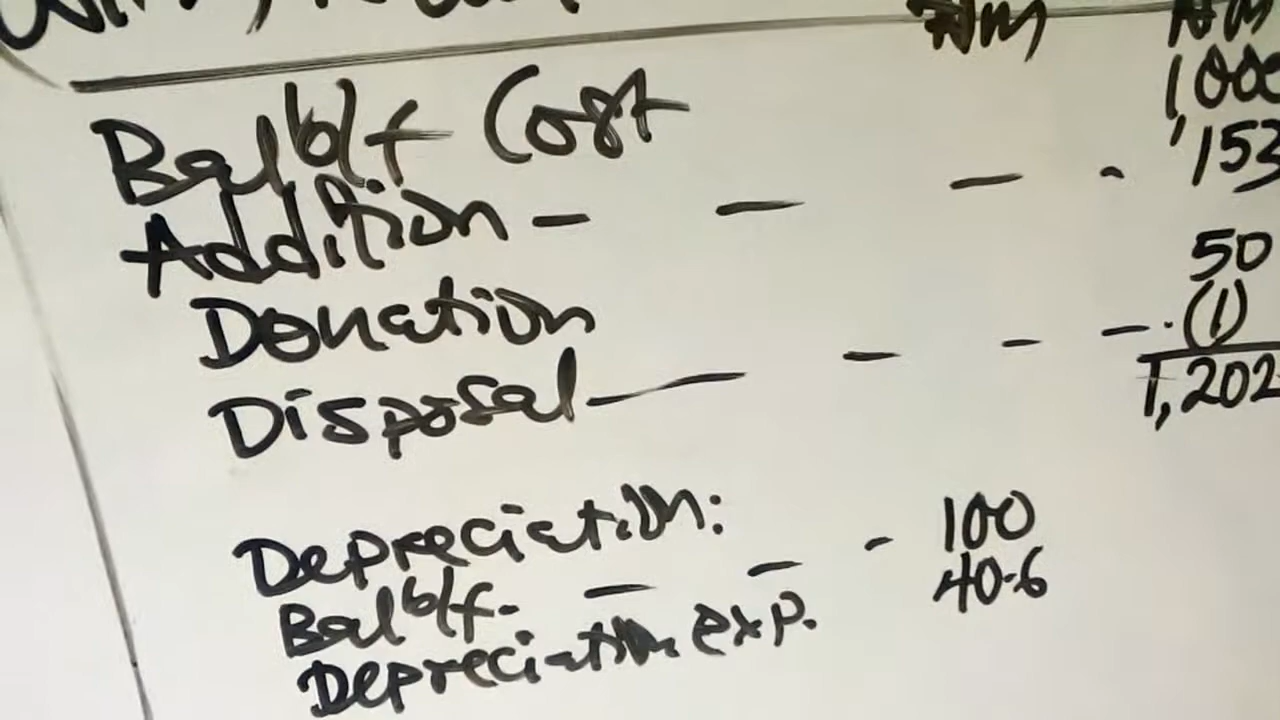 ₦m ₦m
Bal b/f Cost 1,000
Addition – – – - 153
Donation 50
Disposal — – – – - (1)
1,202
Depreciation:
Bal b/f. – – - 100
Depreciation exp. 40.6